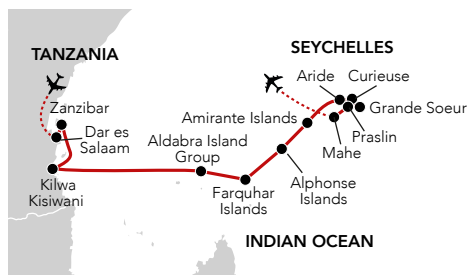 TANZANIA
SEYCHELLES
Aride
Curieuse
Zanzibar
Grande Soeur
Amirante Islands
Dar es
Salaam
Praslin
Mahe
Aldabra Island
Group
Kilwa
Kisiwani
Farquhar
Islands
Alphonse
Islands
INDIAN OCEAN